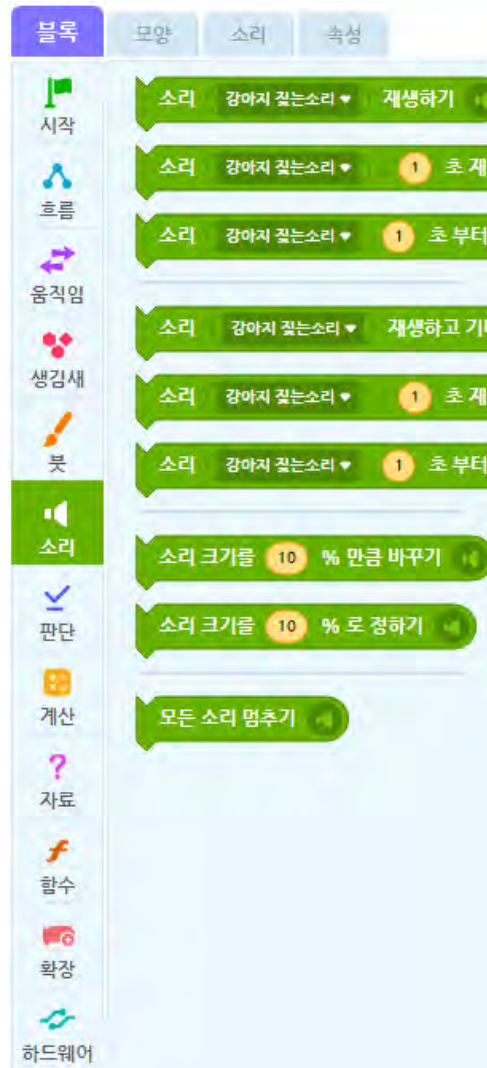 블록 모양 소리 속성
시작
흐름
움직임
생김새
붓
소리
판단
계산
자료
함수
확장
하드웨어
소리 강아지 짖는소리 재생하기
소리 강아지 짖는소리 1 초 재
소리 강아지 짖는소리 1 초 부터
소리 강아지 짖는소리 재생하고 기
소리 강아지 짖는소리 1 초 재
소리 강아지 짖는소리 1 초 부터
소리 크기를 10 % 만큼 바꾸기
소리 크기를 10 % 로 정하기
모든 소리 멈추기